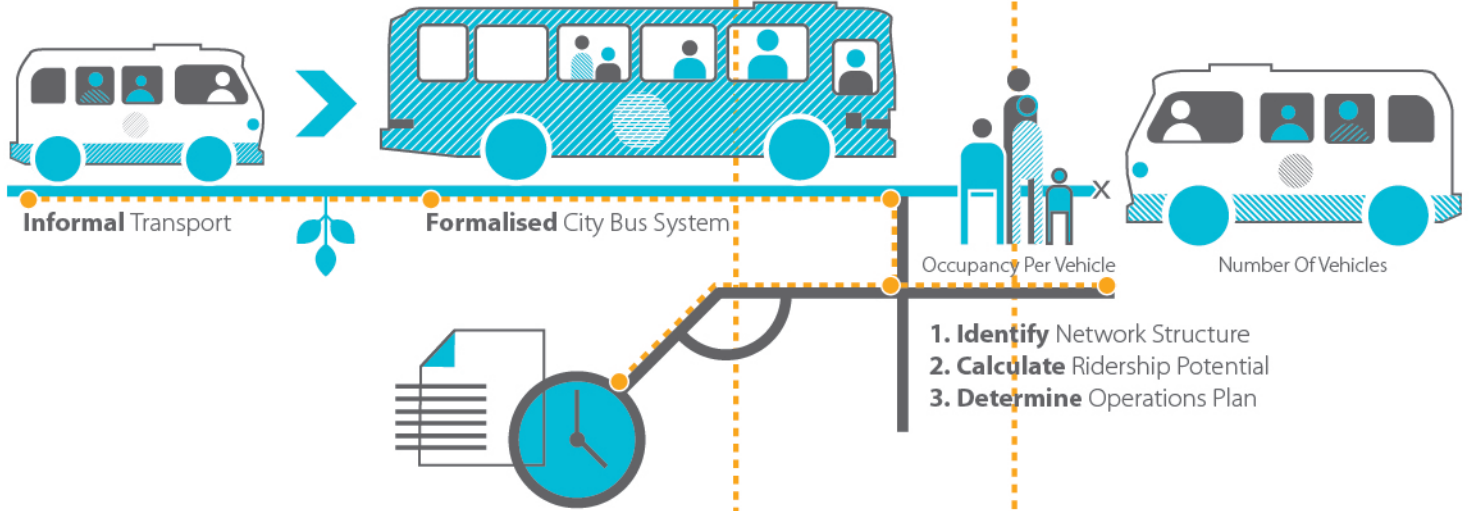 Informal Transport
Formalised City Bus System
x
Occupancy Per Vehicle
Number Of Vehicles
1. Identify Network Structure
2. Calculate Ridership Potential
3. Determine Operations Plan